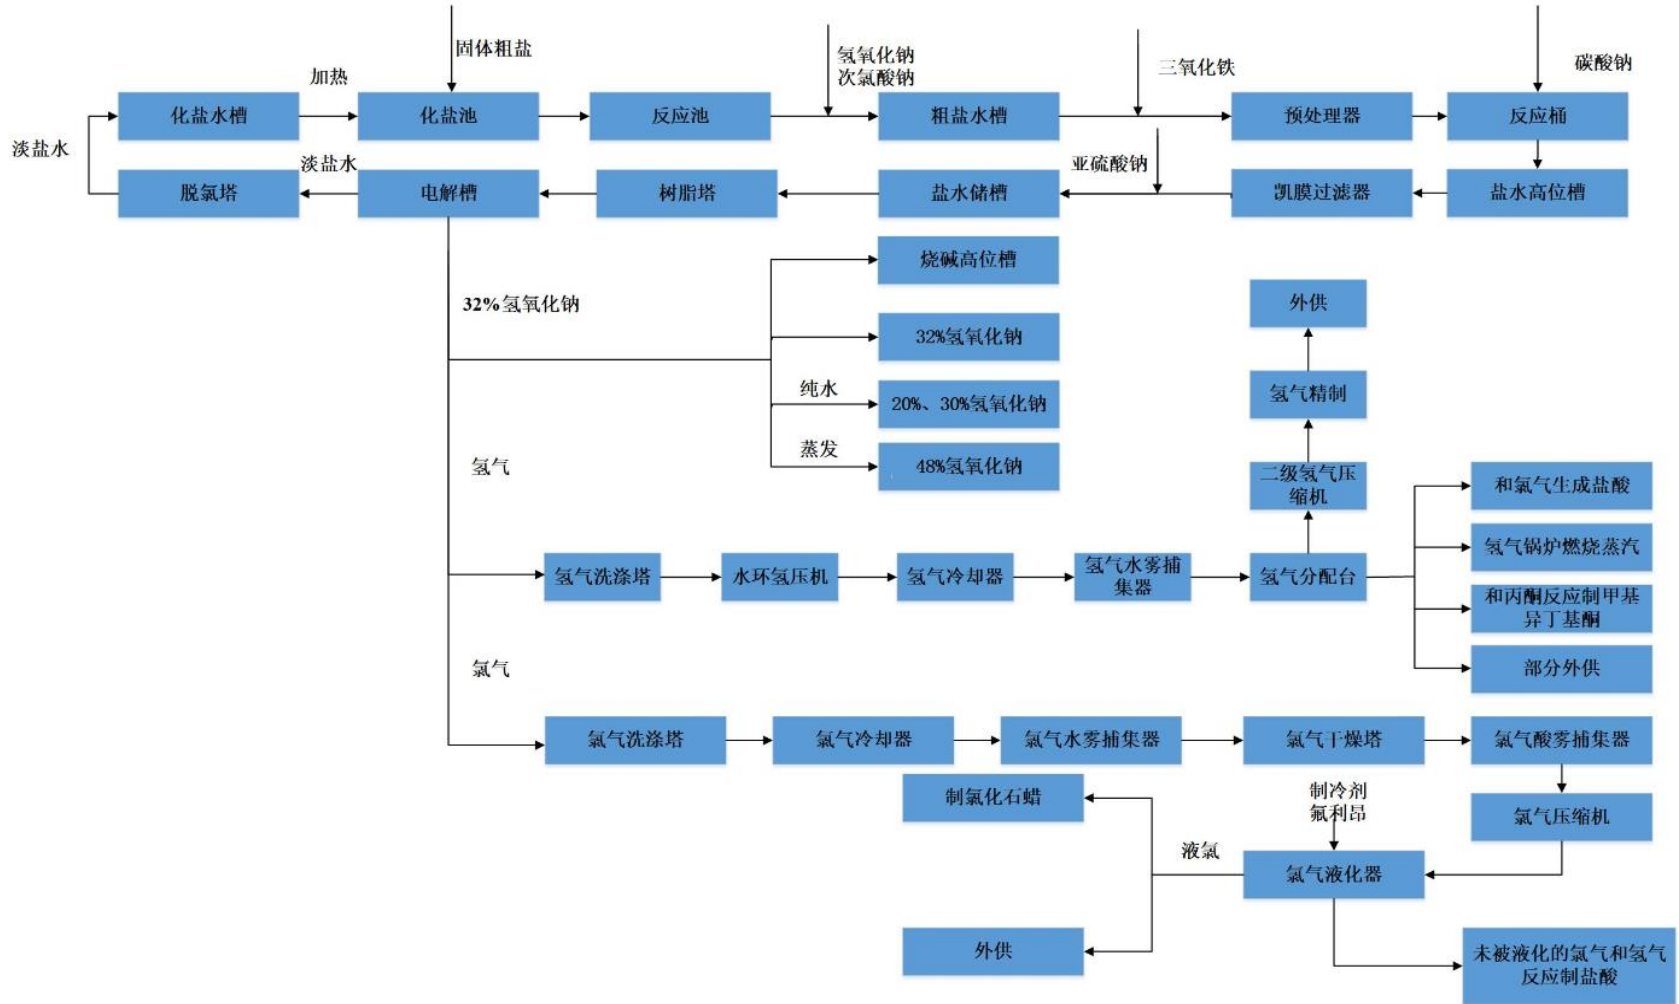 固体粗盐
氢氧化钠
次氯酸钠
三氧化铁
碳酸钠
加热
化盐水槽
化盐池
反应池
粗盐水槽
预处理器
反应桶
淡盐水
淡盐水
亚硫酸钠
脱氯塔
电解槽
树脂塔
盐水储槽
凯膜过滤器
盐水高位槽
烧碱高位槽
32%氢氧化钠
32%氢氧化钠
纯水
20%、30%氢氧化钠
蒸发
48%氢氧化钠
外供
氢气精制
二级氢气压
缩机
氢气
氢气洗涤塔
水环氢压机
氢气冷却器
氢气水雾捕
集器
氢气分配台
和氯气生成盐酸
氢气锅炉燃烧蒸汽
和丙酮反应制甲基
异丁基酮
部分外供
氯气
氯气洗涤塔
氯气冷却器
氯气水雾捕集器
氯气干燥塔
氯气酸雾捕集器
氯气压缩机
制冷剂
氟利昂
氯气液化器
液氯
制氯化石蜡
外供
未被液化的氯气和氢气
反应制盐酸